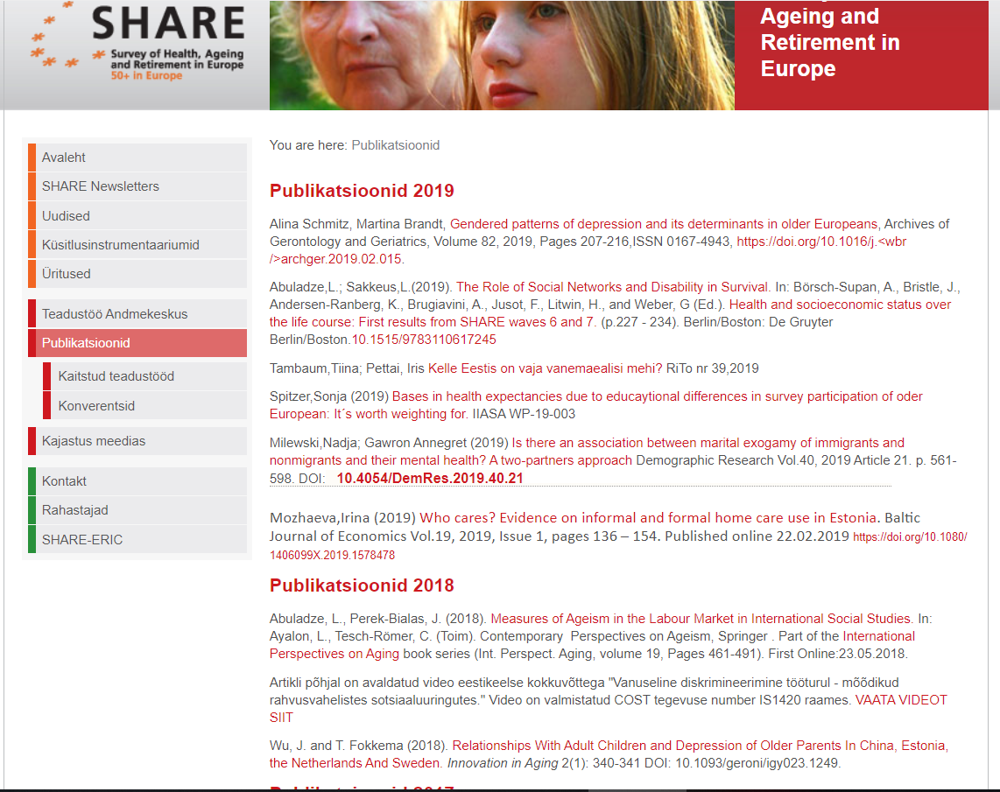 SHARE
Survey of Health, Ageing
and Retirement in Europe
50+ in Europe
Ageing and
Retirement in
Europe
Avaleht
SHARE Newsletters
Uudised
Küsitlusinstrumentaariumid
Üritused
Teadustöö Andmekeskus
Publikatsioonid
Kaitstud teadustööd
Konverentsid
Kajastus meedias
Kontakt
Rahastajad
SHARE-ERIC
You are here: Publikatsioonid
Publikatsioonid 2019
Alina Schmitz, Martina Brandt, Gendered patterns of depression and its determinants in older Europeans, Archives of
Gerontology and Geriatrics, Volume 82, 2019, Pages 207-216,ISSN 0167-4943, https://doi.org/10.1016/j.<wbr
/>archger.2019.02.015.
Abuladze,L.; Sakkeus,L.(2019). The Role of Social Networks and Disability in Survival. In: Börsch-Supan, A., Bristle, J.,
Andersen-Ranberg, K., Brugiavini, A., Jusot, F., Litwin, H., and Weber, G (Ed.). Health and socioeconomic status over
the life course: First results from SHARE waves 6 and 7. (p.227 - 234). Berlin/Boston: De Gruyter
Berlin/Boston.10.1515/9783110617245
Tambaum,Tiina; Pettai, Iris Kelle Eestis on vaja vanemaealisi mehi? RiTo nr 39,2019
Spitzer,Sonja (2019) Bases in health expectancies due to educaytional differences in survey participation of oder
European: It´s worth weighting for. IIASA WP-19-003
Milewski,Nadja; Gawron Annegret (2019) Is there an association between marital exogamy of immigrants and
nonmigrants and their mental health? A two-partners approach Demographic Research Vol.40, 2019 Article 21. p. 561-
598. DOI: 10.4054/DemRes.2019.40.21
Mozhaeva,Irina (2019) Who cares? Evidence on informal and formal home care use in Estonia. Baltic
Journal of Economics Vol.19, 2019, Issue 1, pages 136 – 154. Published online 22.02.2019 https://doi.org/10.1080/
1406099X.2019.1578478
Publikatsioonid 2018
Abuladze, L., Perek-Bialas, J. (2018). Measures of Ageism in the Labour Market in International Social Studies. In:
Ayalon, L., Tesch-Römer, C. (Toim). Contemporary Perspectives on Ageism, Springer . Part of the International
Perspectives on Aging book series (Int. Perspect. Aging, volume 19, Pages 461-491). First Online:23.05.2018.
Artikli põhjal on avaldatud video eestikeelse kokkuvõttega "Vanuseline diskrimineerimine tööturul - mõõdikud
rahvusvahelistes sotsiaaluuringutes." Video on valmistatud COST tegevuse number IS1420 raames. VAATA VIDEOT
SIIT
Wu, J. and T. Fokkema (2018). Relationships With Adult Children and Depression of Older Parents In China, Estonia,
the Netherlands And Sweden. Innovation in Aging 2(1): 340-341 DOI: 10.1093/geroni/igy023.1249.
Publikatsioonid 2017